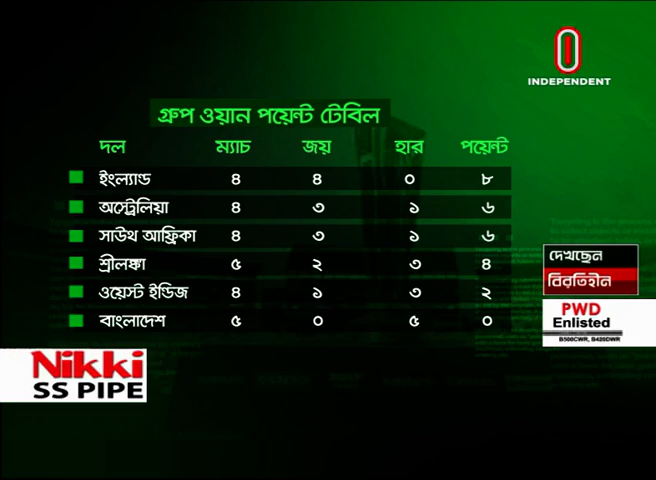 INDEPENDENT
গ্রুপ ওয়ান পয়েন্ট টেবিল
দল ম্যাচ জয় হার পয়েন্ট
ইংল্যান্ড ৪ ৪ ০ ৮
অস্ট্রেলিয়া ৪ ৩ ১ ৬
সাউথ আফ্রিকা ৪ ৩ ১ ৬
শ্রীলঙ্কা ৫ ২ ৩ ৪
ওয়েস্ট ইন্ডিজ ৪ ১ ৩ ২
বাংলাদেশ ৫ ০ ৫ ০
দেখছেন
বিরতিহীন
PWD
Enlisted
B500CWR, B420DWR
Nikki
SS PIPE